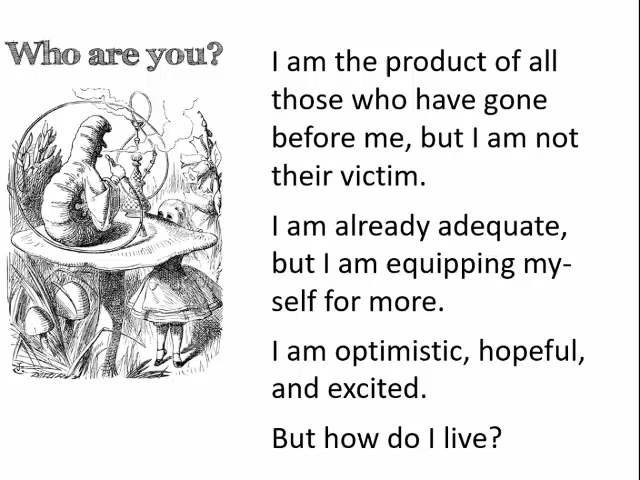 Who are you?
I am the product of all
those who have gone
before me, but I am not
their victim.
I am already adequate,
but I am equipping my-
self for more.
I am optimistic, hopeful,
and excited.
But how do I live?